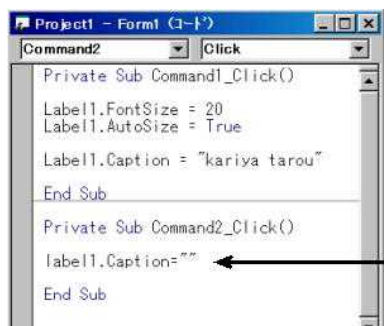 Project1 - Form1 (コード)
Command2 Click
Private Sub Command1_Click()
Label1.FontSize = 20
Label1.AutoSize = True
Label1.Caption = "kariya tarou"
End Sub
Private Sub Command2_Click()
label1.Caption=""
End Sub